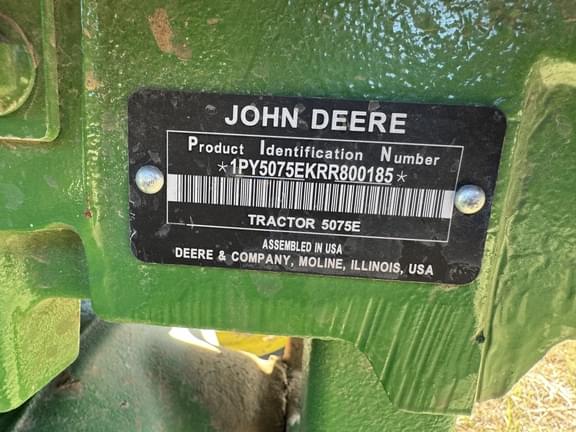 JOHN DEERE
Product Identification Number
*1PY5075EKRR800185*
TRACTOR 5075E
ASSEMBLED IN USA
DEERE & COMPANY, MOLINE, ILLINOIS, USA